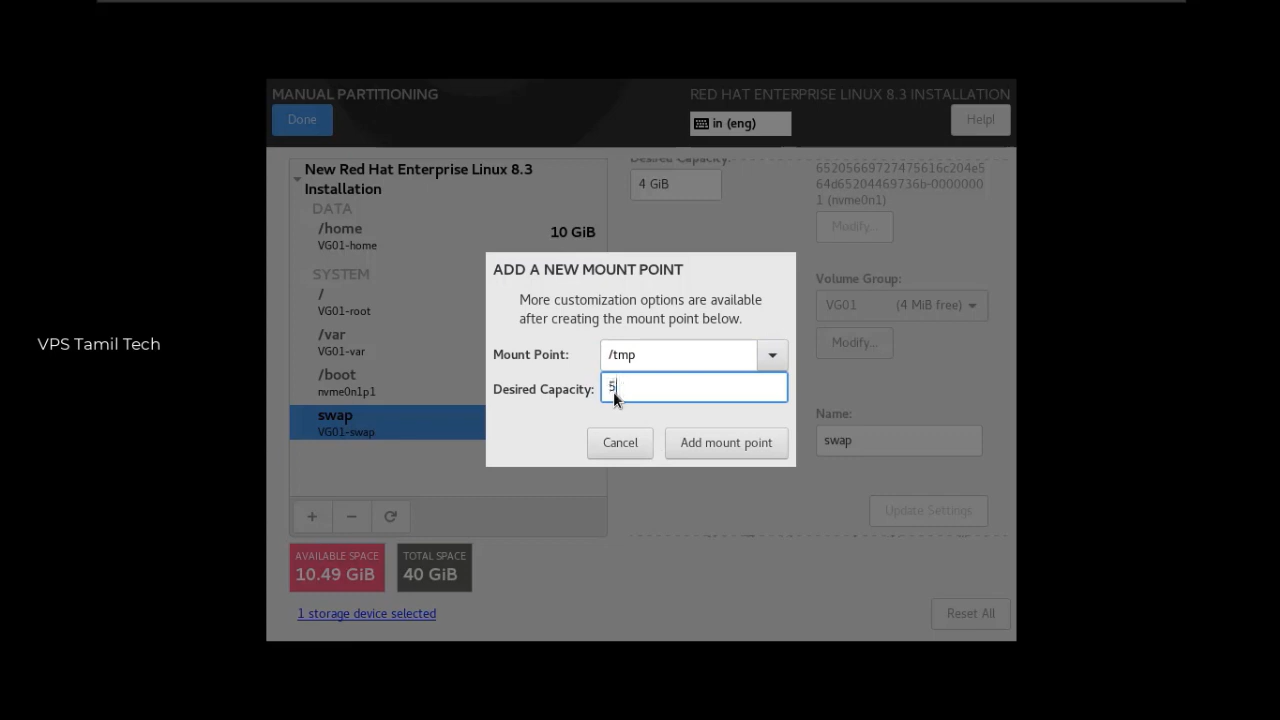 MANUAL PARTITIONING
RED HAT ENTERPRISE LINUX 8.3 INSTALLATION
Done
in (eng)
Help!
New Red Hat Enterprise Linux 8.3
Installation
DATA
/home
10 GiB
VG01-home
SYSTEM
/
VG01-root
/var
VG01-var
/boot
nvme0n1p1
swap
VG01-swap
Desired Capacity:
4 GiB
65205669727475616c204e5
64d65204469736b-0000000
1 (nvme0n1)
Modify...
Volume Group:
VG01 (4 MiB free)
Modify...
Name:
swap
Update Settings
ADD A NEW MOUNT POINT
More customization options are available
after creating the mount point below.
Mount Point: /tmp
Desired Capacity: 5
Cancel
Add mount point
AVAILABLE SPACE
10.49 GiB
TOTAL SPACE
40 GiB
1 storage device selected
Reset All
VPS Tamil Tech